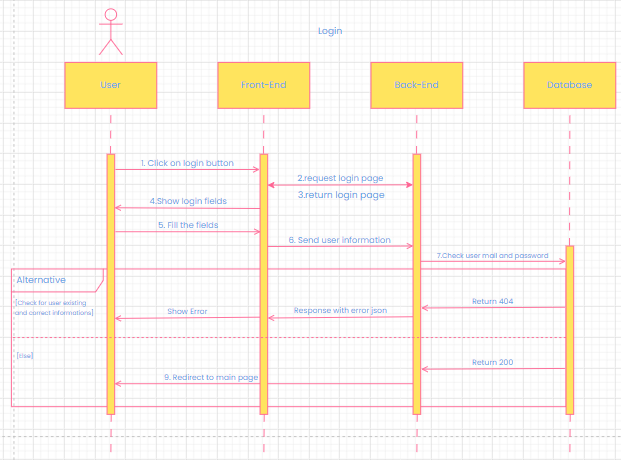 Login
User
Front-End
Back-End
Database
1. Click on login button
2.request login page
3.return login page
4.Show login fields
5. Fill the fields
6. Send user information
7.Check user mail and password
Alternative
[Check for user existing
and correct informations]
Return 404
Show Error
Response with error json
[Else]
Return 200
9. Redirect to main page